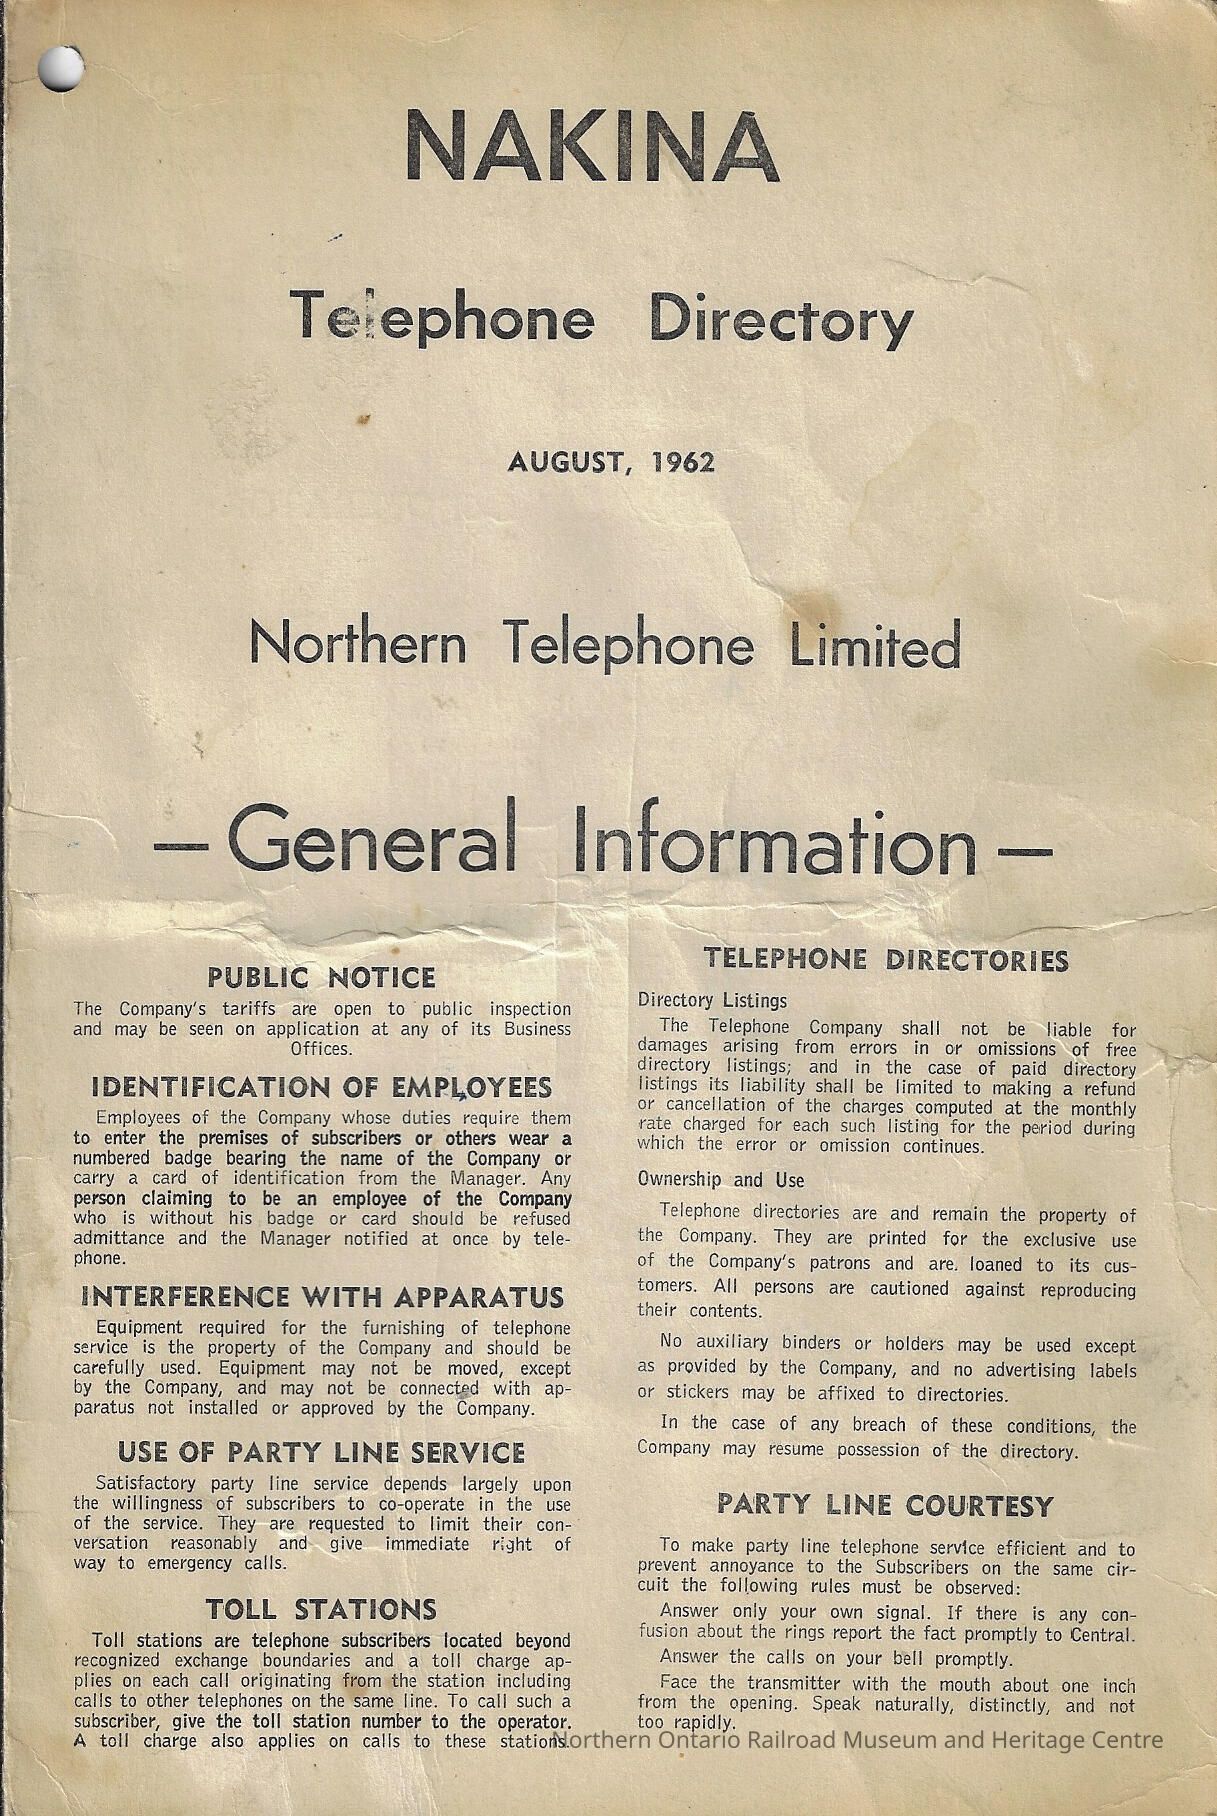 NAKINA
Telephone Directory
AUGUST, 1962
Northern Telephone Limited
— General Information —
PUBLIC NOTICE
The Company's tariffs are open to public inspection
and may be seen on application at any of its Business
Offices.
IDENTIFICATION OF EMPLOYEES
Employees of the Company whose duties require them
to enter the premises of subscribers or others wear a
numbered badge bearing the name of the Company or
carry a card of identification from the Manager. Any
person claiming to be an employee of the Company
who is without his badge or card should be refused
admittance and the Manager notified at once by tele-
phone.
INTERFERENCE WITH APPARATUS
Equipment required for the furnishing of telephone
service is the property of the Company and should be
carefully used. Equipment may not be moved, except
by the Company, and may not be connected with ap-
paratus not installed or approved by the Company.
USE OF PARTY LINE SERVICE
Satisfactory party line service depends largely upon
the willingness of subscribers to co-operate in the use
of the service. They are requested to limit their con-
versation reasonably and give immediate right of
way to emergency calls.
TOLL STATIONS
Toll stations are telephone subscribers located beyond
recognized exchange boundaries and a toll charge ap-
plies on each call originating from the station including
calls to other telephones on the same line. To call such a
subscriber, give the toll station number to the operator.
A toll charge also applies on calls to these stations.
TELEPHONE DIRECTORIES
Directory Listings
The Telephone Company shall not be liable for
damages arising from errors in or omissions of free
directory listings; and in the case of paid directory
listings its liability shall be limited to making a refund
or cancellation of the charges computed at the monthly
rate charged for each such listing for the period during
which the error or omission continues.
Ownership and Use
Telephone directories are and remain the property of
the Company. They are printed for the exclusive use
of the Company's patrons and are. loaned to its cus-
tomers. All persons are cautioned against reproducing
their contents.
No auxiliary binders or holders may be used except
as provided by the Company, and no advertising labels
or stickers may be affixed to directories.
In the case of any breach of these conditions, the
Company may resume possession of the directory.
PARTY LINE COURTESY
To make party line telephone service efficient and to
prevent annoyance to the Subscribers on the same cir-
cuit the following rules must be observed:
Answer only your own signal. If there is any con-
fusion about the rings report the fact promptly to Central.
Answer the calls on your bell promptly.
Face the transmitter with the mouth about one inch
from the opening. Speak naturally, distinctly, and not
too rapidly.
Northern Ontario Railroad Museum and Heritage Centre